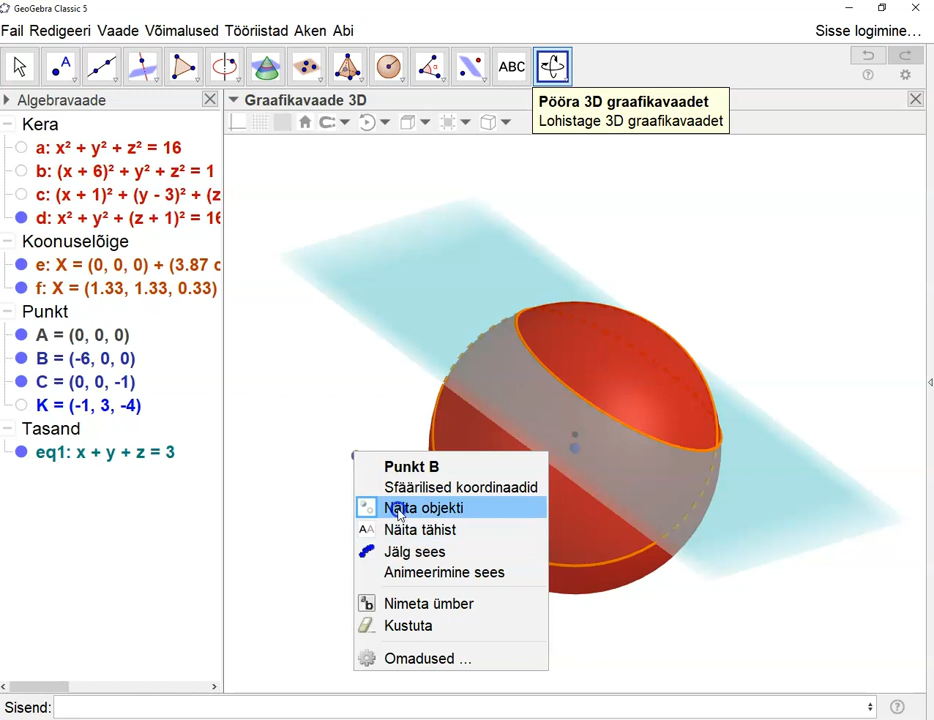 GeoGebra Classic 5
Fail Redigeeri Vaade Võimalused Tööriistad Aken Abi
Sisse logimine…
A
ABC
Pööra 3D graafikavaadet
Lohistage 3D graafikavaadet
Algebravaade
Graafikavaade 3D
Kera
a: x² + y² + z² = 16
b: (x + 6)² + y² + z² = 1
c: (x + 1)² + (y - 3)² + (z
d: x² + y² + (z + 1)² = 16
Koonuselõige
e: X = (0, 0, 0) + (3.87 c
f: X = (1.33, 1.33, 0.33)
Punkt
A = (0, 0, 0)
B = (-6, 0, 0)
C = (0, 0, -1)
K = (-1, 3, -4)
Tasand
eq1: x + y + z = 3
Punkt B
Sfäärilised koordinaadid
Näita objekti
AA Näita tähist
Jälg sees
Animeerimine sees
ab Nimeta ümber
Kustuta
Omadused …
Sisend: